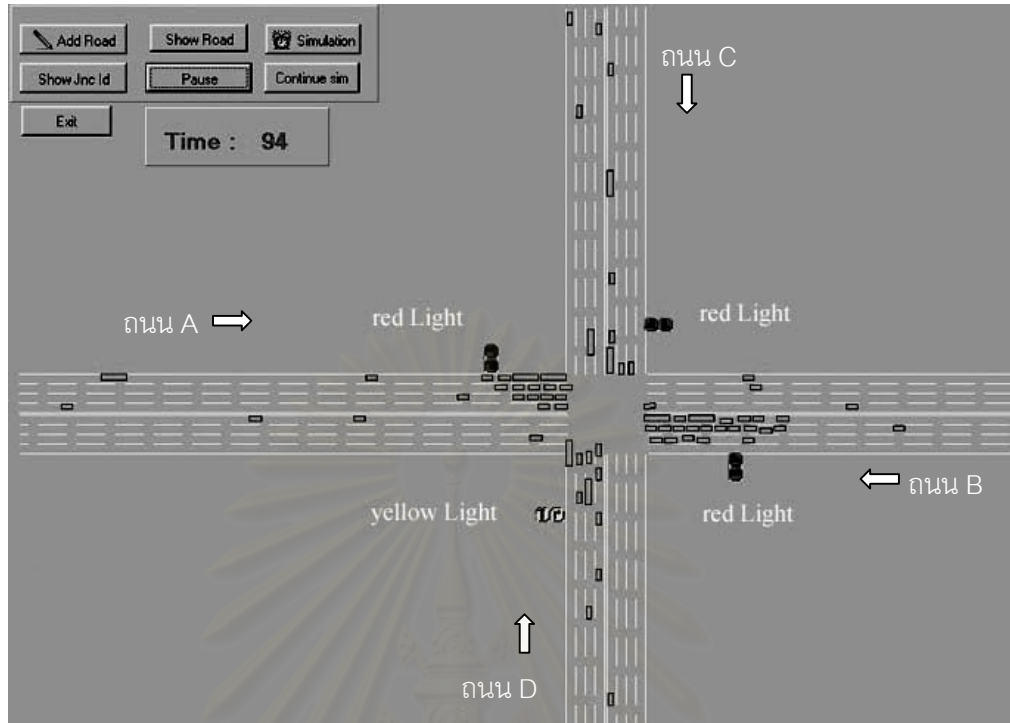 Add Road
Show Road
Simulation
Show Jnc Id
Pause
Continue sim
Exit
Time : 94
ถนน C
ถนน A
red Light
red Light
yellow Light
red Light
ถนน B
ถนน D